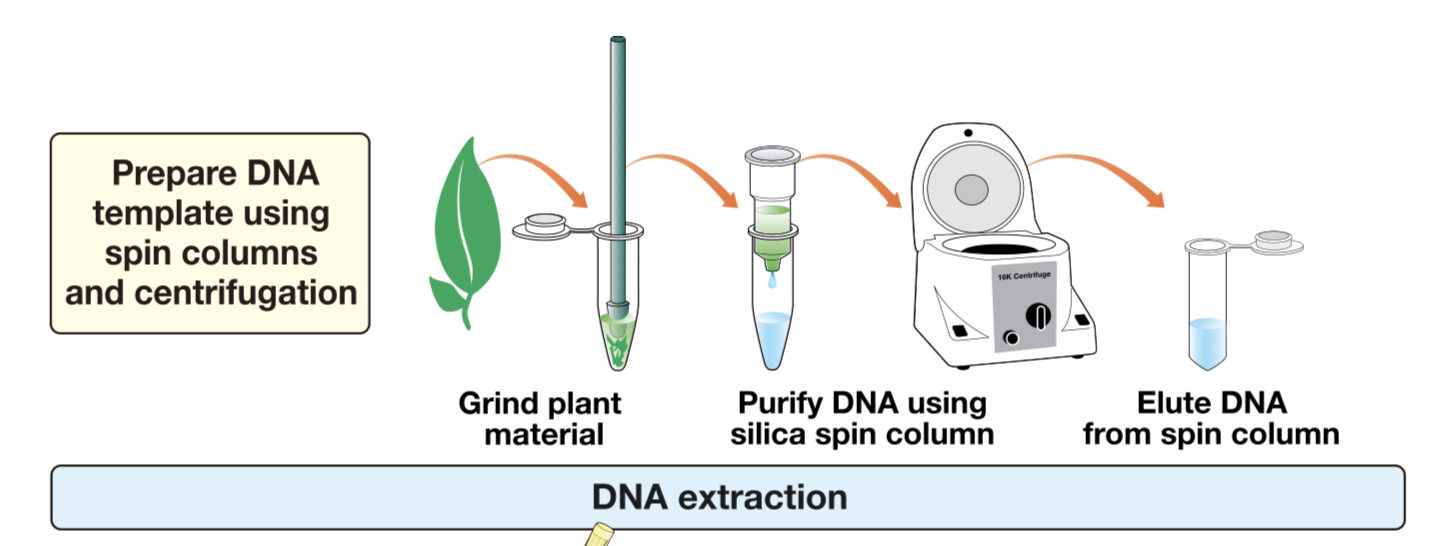 Prepare DNA
template using
spin columns
and centrifugation
16K Centrifuge
Grind plant
material
Purify DNA using
silica spin column
Elute DNA
from spin column
DNA extraction